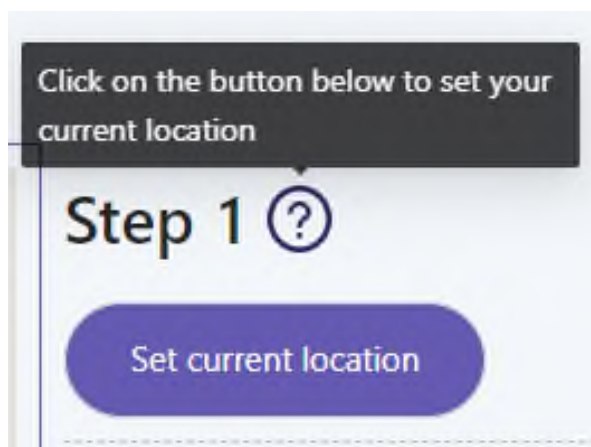 Click on the button below to set your
current location
Step 1 ?
Set current location